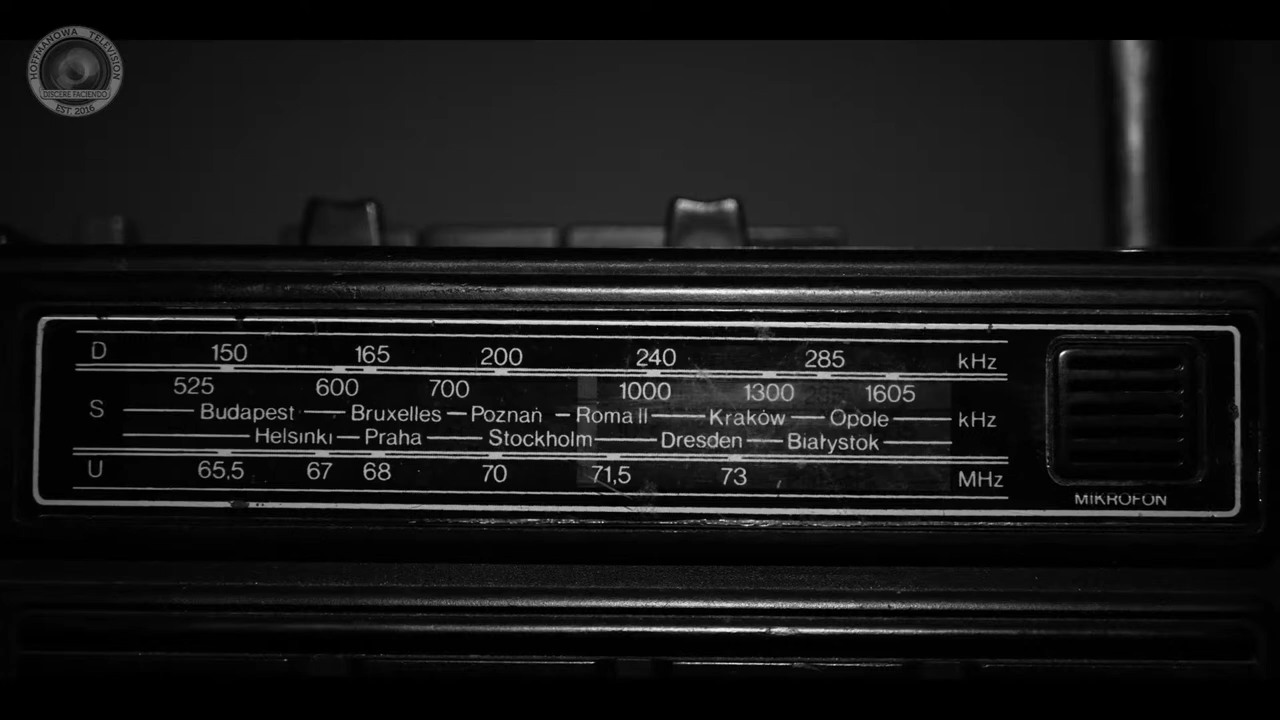 HOFFMANOWA TELEVISION
DISCERE FACIENDO
EST. 2016
D 150 165 200 240 285 kHz
525 600 700 1000 1300 1605
S Budapest Bruxelles Poznań Roma II Kraków Opole kHz
Helsinki Praha Stockholm Dresden Białystok
U 65,5 67 68 70 71,5 73 MHz
MIKROFON